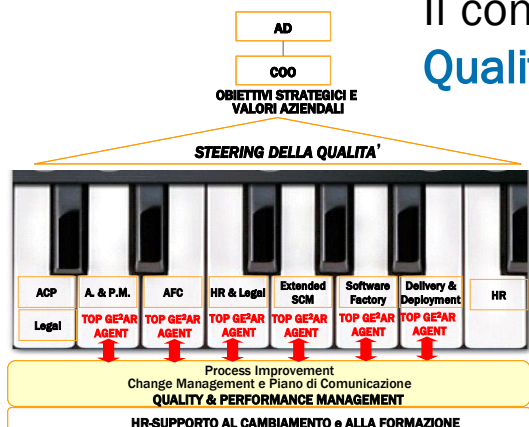 Il con
Qualit
AD
COO
OBIETTIVI STRATEGICI E
VALORI AZIENDALI
STEERING DELLA QUALITA'
ACP
Legal
A. & P.M.
TOP GE²AR
AGENT
AFC
TOP GE²AR
AGENT
HR & Legal
TOP GE²AR
AGENT
Extended
SCM
TOP GE²AR
AGENT
Software
Factory
TOP GE²AR
AGENT
Delivery &
Deployment
TOP GE²AR
AGENT
HR
Process Improvement
Change Management e Piano di Comunicazione
QUALITY & PERFORMANCE MANAGEMENT
HR-SUPPORTO AL CAMBIAMENTO e ALLA FORMAZIONE